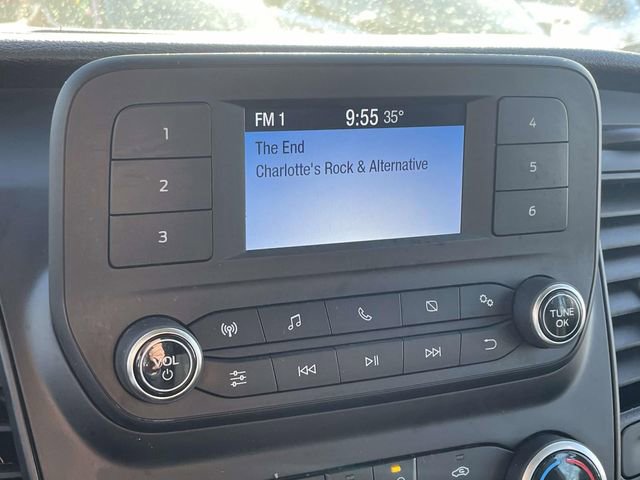 FM 1 9:55 35°
The End
Charlotte's Rock & Alternative
1
2
3
4
5
6
VOL
TUNE
OK